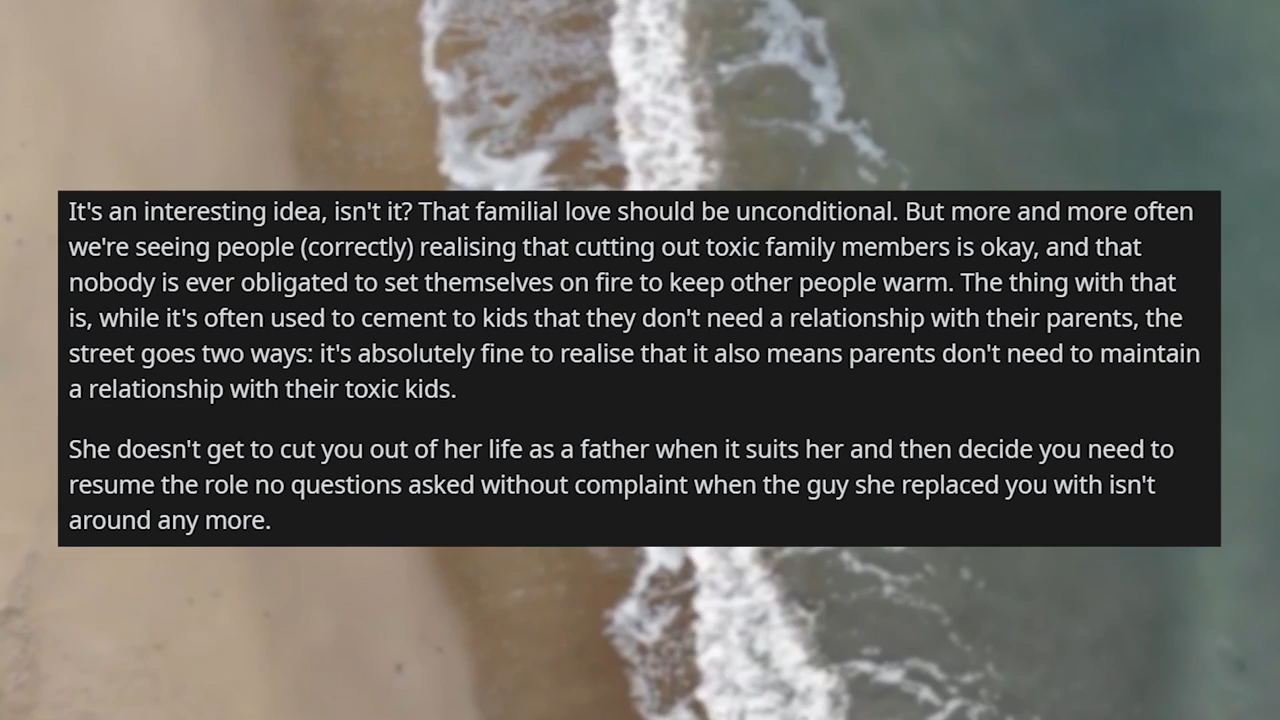 It's an interesting idea, isn't it? That familial love should be unconditional. But more and more often
we're seeing people (correctly) realising that cutting out toxic family members is okay, and that
nobody is ever obligated to set themselves on fire to keep other people warm. The thing with that
is, while it's often used to cement to kids that they don't need a relationship with their parents, the
street goes two ways: it's absolutely fine to realise that it also means parents don't need to maintain
a relationship with their toxic kids.
She doesn't get to cut you out of her life as a father when it suits her and then decide you need to
resume the role no questions asked without complaint when the guy she replaced you with isn't
around any more.